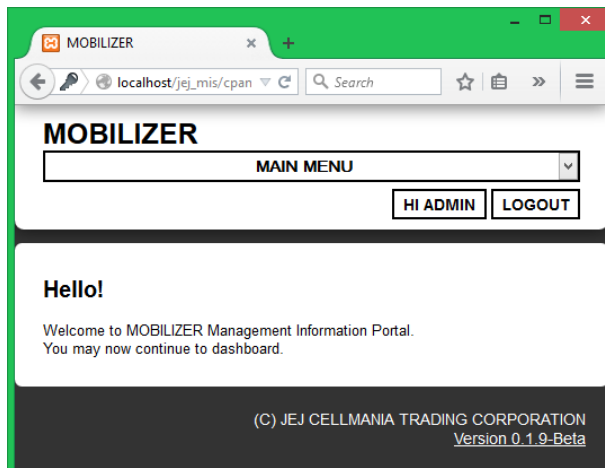 MOBILIZER
localhost/jej_mis/cpan
Search
MOBILIZER
MAIN MENU
HI ADMIN LOGOUT
Hello!
Welcome to MOBILIZER Management Information Portal.
You may now continue to dashboard.
(C) JEJ CELLMANIA TRADING CORPORATION
Version 0.1.9-Beta